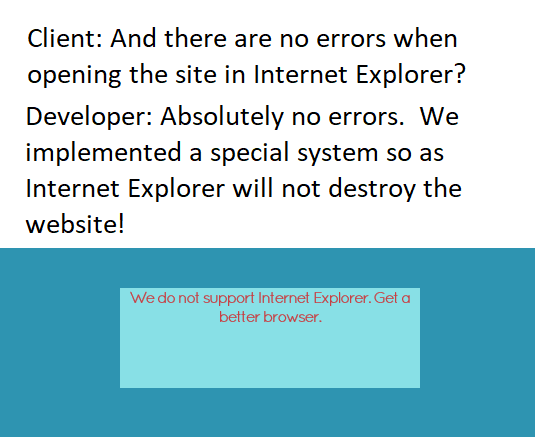 Client: And there are no errors when
opening the site in Internet Explorer?
Developer: Absolutely no errors.  We
implemented a special system so as
Internet Explorer will not destroy the
website!
We do not support Internet Explorer. Get a
better browser.